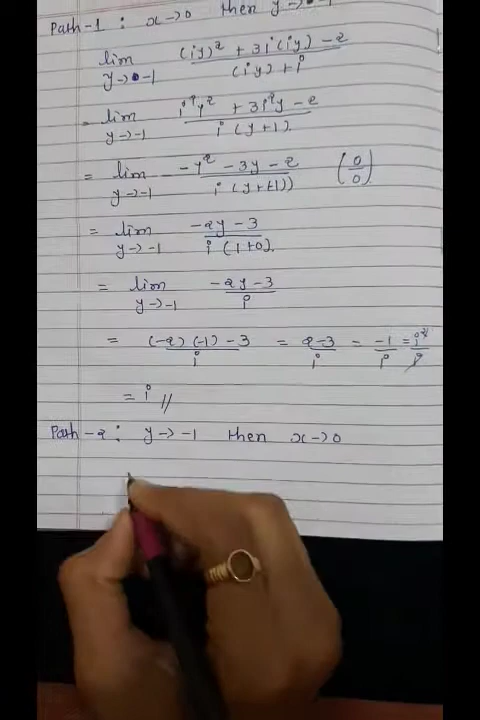 Path-1 : x→0 then y→-1
lim y→-1 (iy)² + 3i(iy) - 2 / (iy) + i
= lim y→-1 i²y² + 3i²y - 2 / i(y+1)
= lim y→-1 -y² - 3y - 2 / i(y+1)) (0/0)
= lim y→-1 -2y - 3 / i(1+0)
= lim y→-1 -2y - 3 / i
= (-2)(-1) - 3 / i = 2-3 / i = -1 / i = i² / i
= i //
Path-2 : y→-1 then x→0